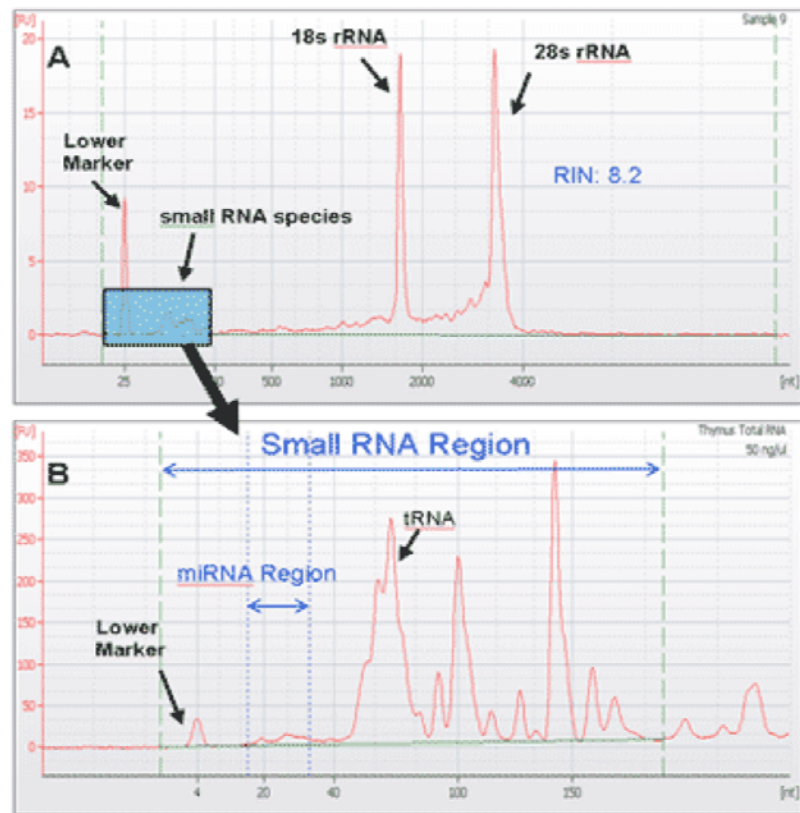 [FU]
Sample 9
A
18s rRNA
28s rRNA
Lower
Marker
small RNA species
RIN: 8.2
20
15
10
5
0
25
500
1000
2000
4000
[nt]
[FU]
Thymus Total RNA
50 ng/ul
B
Small RNA Region
tRNA
miRNA Region
Lower
Marker
350
300
250
200
150
100
50
0
4
20
40
100
150
[nt]